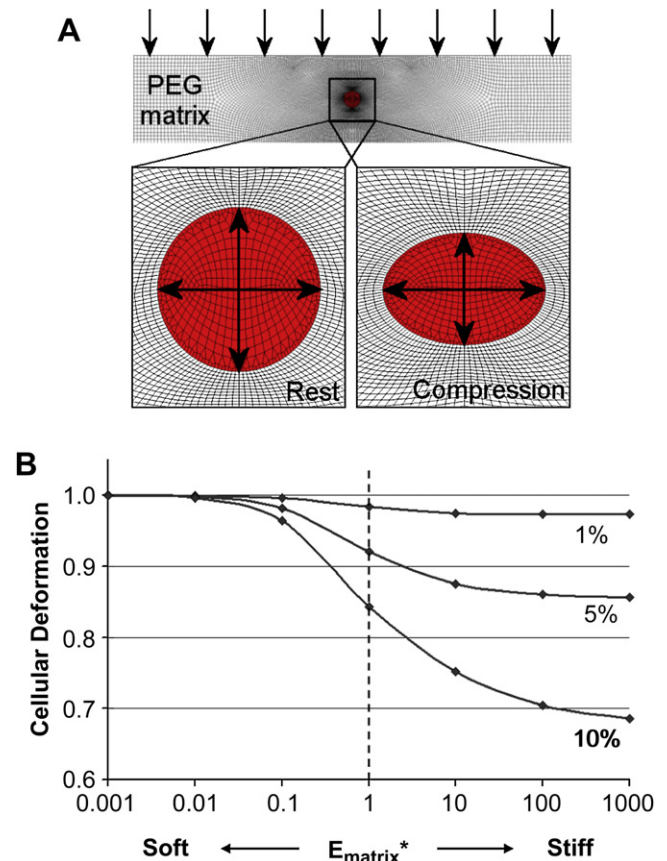 A
PEG
matrix
Rest
Compression
B
Cellular Deformation
1.0
0.9
0.8
0.7
0.6
1%
5%
10%
0.001 0.01 0.1 1 10 100 1000
Soft E_matrix* Stiff